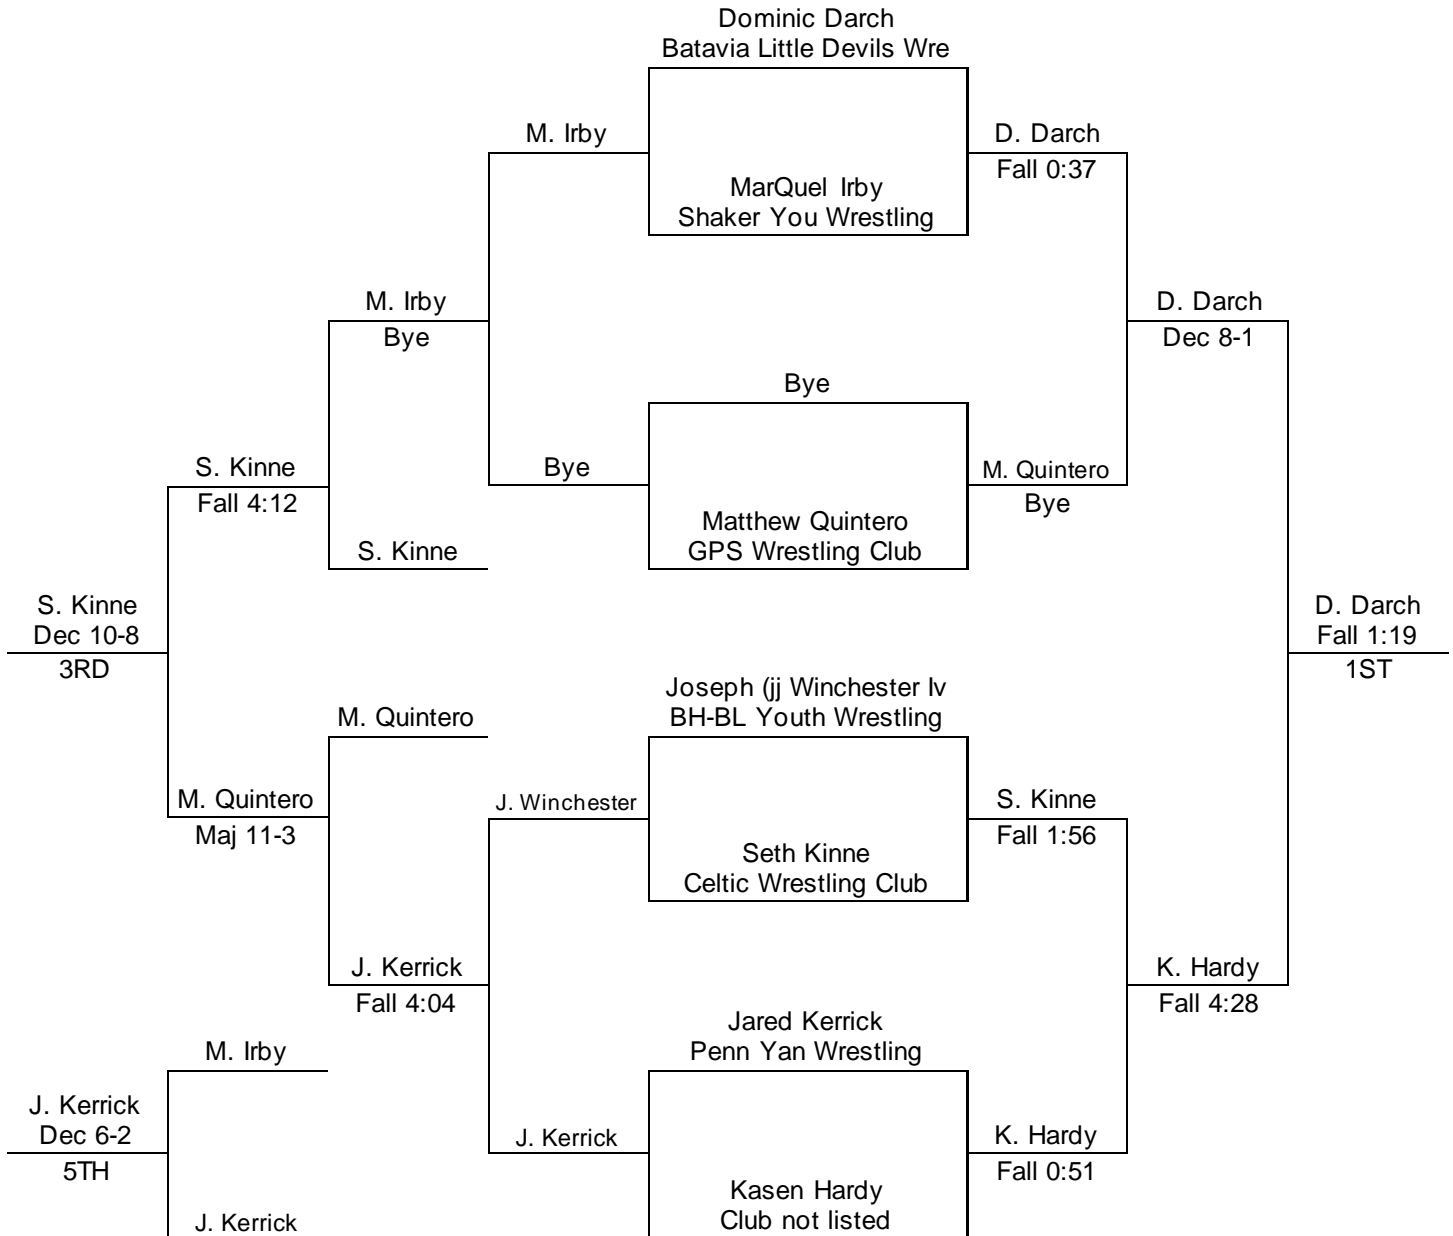 Dominic Darch
Batavia Little Devils Wre
M. Irby
D. Darch
Fall 0:37
MarQuel Irby
Shaker You Wrestling
M. Irby
Bye
D. Darch
Dec 8-1
Bye
S. Kinne
Fall 4:12
Bye
M. Quintero
Bye
Matthew Quintero
GPS Wrestling Club
S. Kinne
S. Kinne
Dec 10-8
3RD
D. Darch
Fall 1:19
1ST
Joseph (jj Winchester Iv
BH-BL Youth Wrestling
M. Quintero
M. Quintero
Maj 11-3
J. Winchester
S. Kinne
Fall 1:56
Seth Kinne
Celtic Wrestling Club
J. Kerrick
Fall 4:04
K. Hardy
Fall 4:28
Jared Kerrick
Penn Yan Wrestling
M. Irby
J. Kerrick
Dec 6-2
5TH
J. Kerrick
K. Hardy
Fall 0:51
Kasen Hardy
Club not listed
J. Kerrick